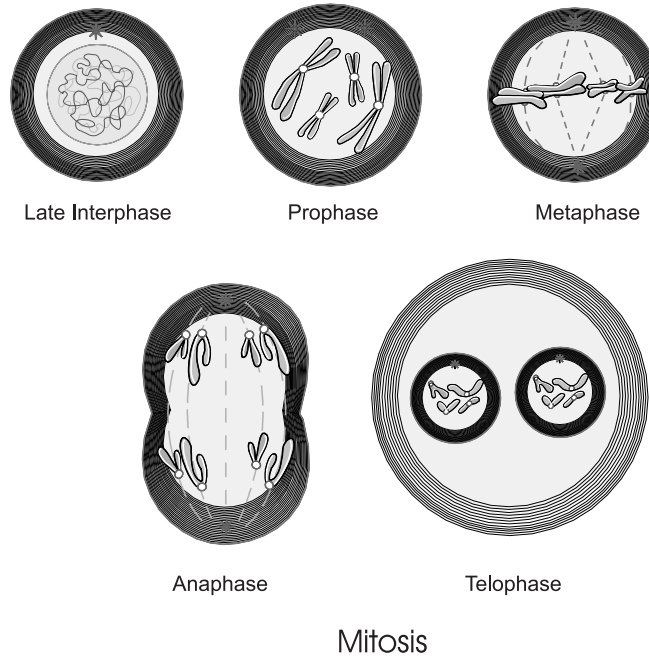 Late Interphase
Prophase
Metaphase
Anaphase
Telophase
Mitosis